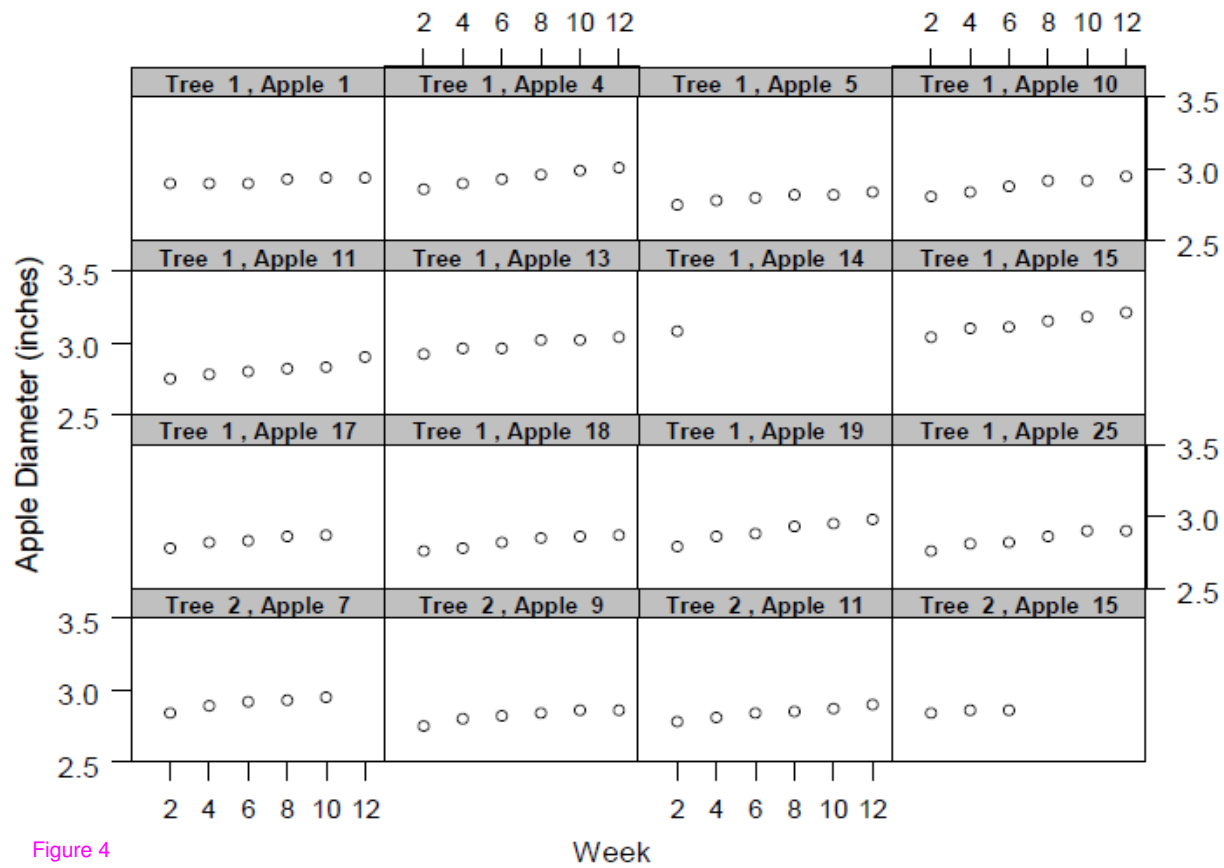 2 4 6 8 10 12 2 4 6 8 10 12
Tree 1 , Apple 1 Tree 1 , Apple 4 Tree 1 , Apple 5 Tree 1 , Apple 10
3.5
3.0
2.5
Tree 1 , Apple 11 Tree 1 , Apple 13 Tree 1 , Apple 14 Tree 1 , Apple 15
3.5
3.0
2.5
Apple Diameter (inches)
Tree 1 , Apple 17 Tree 1 , Apple 18 Tree 1 , Apple 19 Tree 1 , Apple 25
3.5
3.0
2.5
Tree 2 , Apple 7 Tree 2 , Apple 9 Tree 2 , Apple 11 Tree 2 , Apple 15
3.5
3.0
2.5
2 4 6 8 10 12 2 4 6 8 10 12
Figure 4
Week